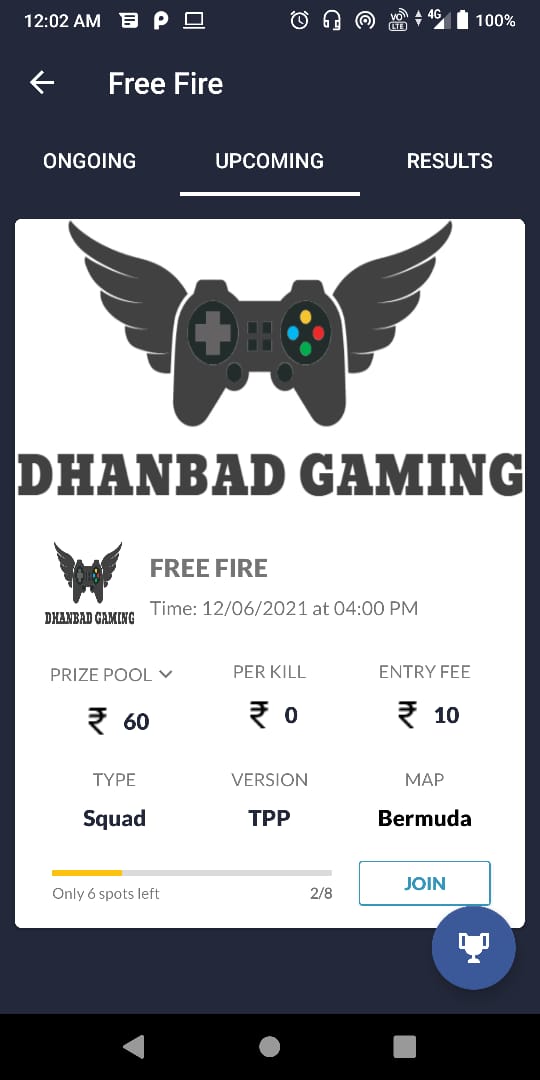 12:02 AM VO LTE 4G 100%
Free Fire
ONGOING UPCOMING RESULTS
DHANBAD GAMING
FREE FIRE
DHANBAD GAMING Time: 12/06/2021 at 04:00 PM
PRIZE POOL PER KILL ENTRY FEE
₹ 60 ₹ 0 ₹ 10
TYPE VERSION MAP
Squad TPP Bermuda
Only 6 spots left 2/8 JOIN